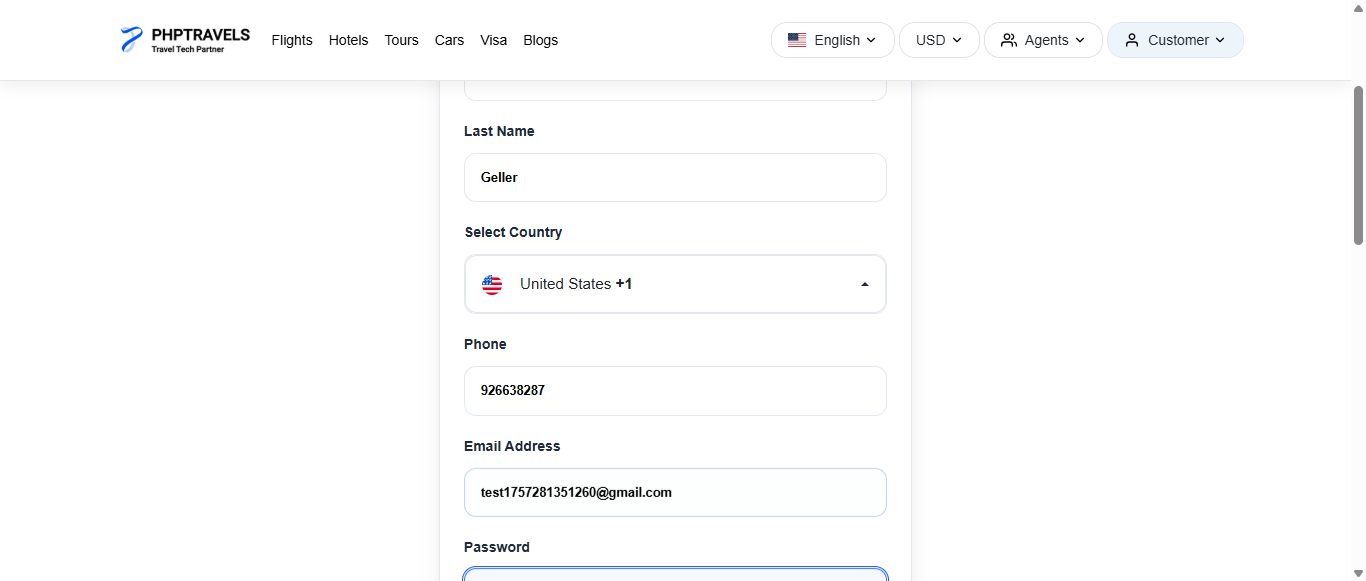 PHPTRAVELS
Travel Tech Partner
Flights Hotels Tours Cars Visa Blogs
English USD Agents Customer
Last Name
Geller
Select Country
United States +1
Phone
926638287
Email Address
test1757281351260@gmail.com
Password